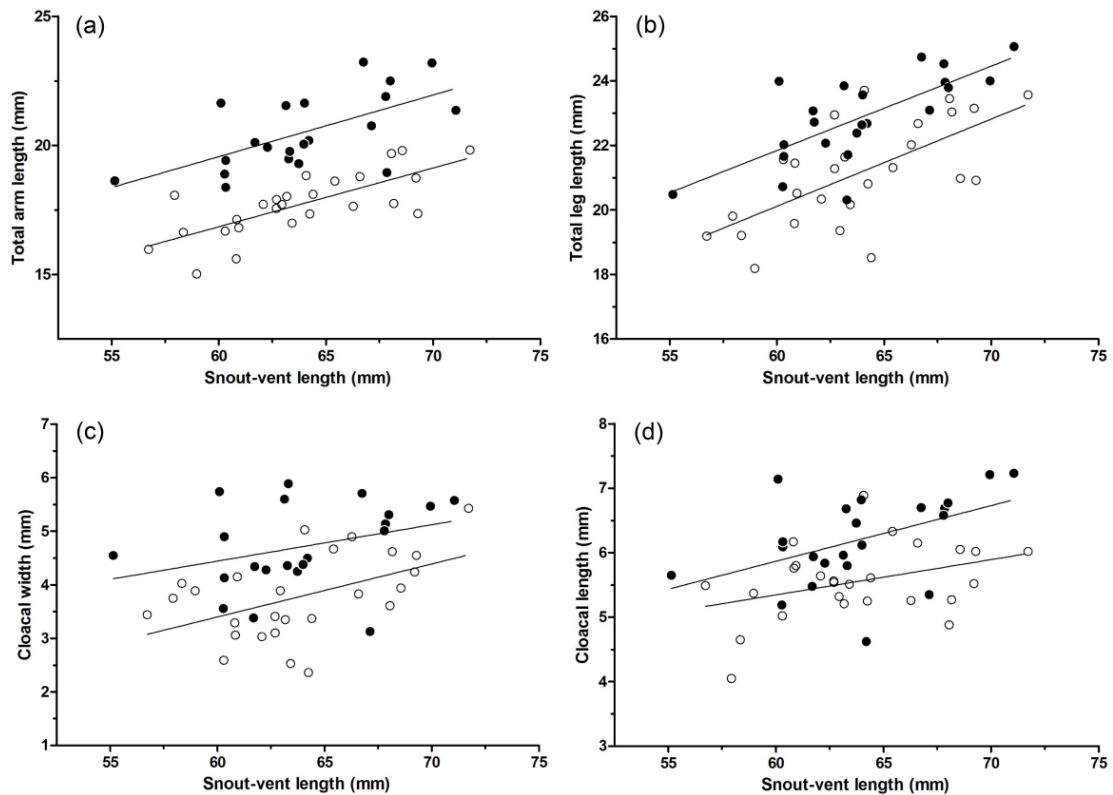 (a)
25
20
15
Total arm length (mm)
55 60 65 70 75
Snout-vent length (mm)
(b)
26
24
22
20
18
16
Total leg length (mm)
55 60 65 70 75
Snout-vent length (mm)
(c)
7
6
5
4
3
2
1
Cloacal width (mm)
55 60 65 70 75
Snout-vent length (mm)
(d)
8
7
6
5
4
3
Cloacal length (mm)
55 60 65 70 75
Snout-vent length (mm)